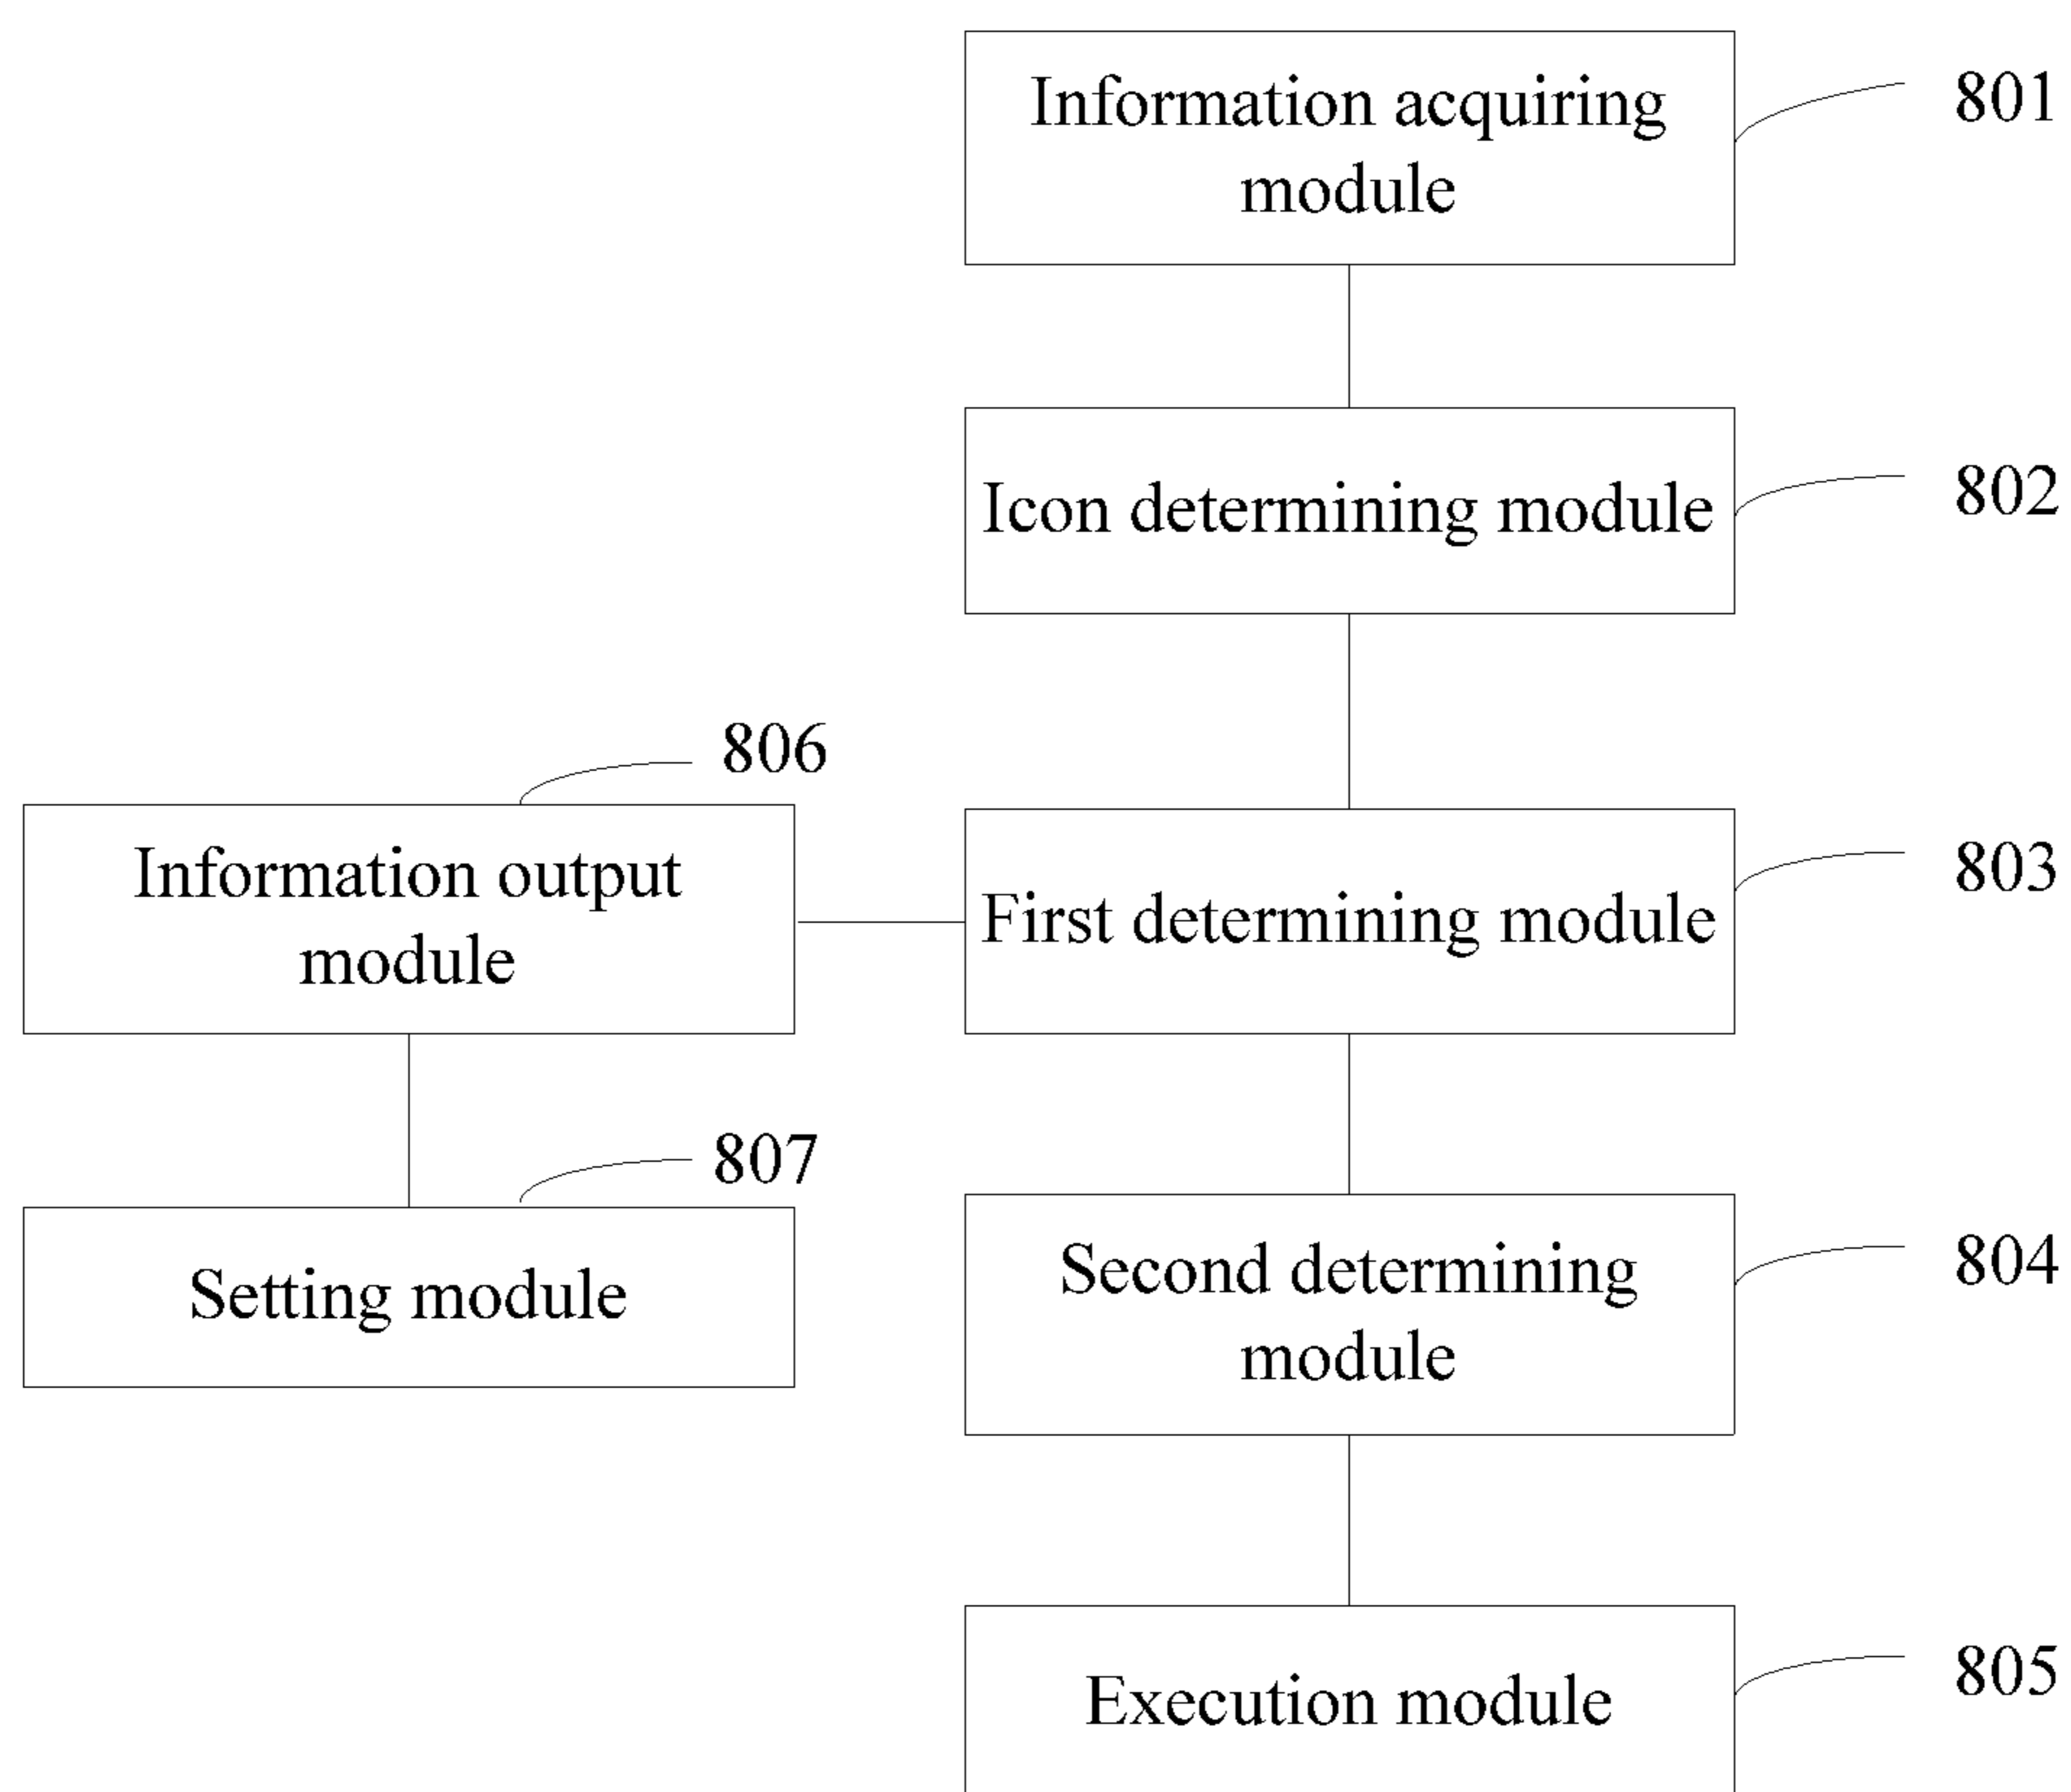 Information acquiring
module
801
Icon determining module
802
806
Information output
module
First determining module
803
807
Setting module
Second determining
module
804
Execution module
805